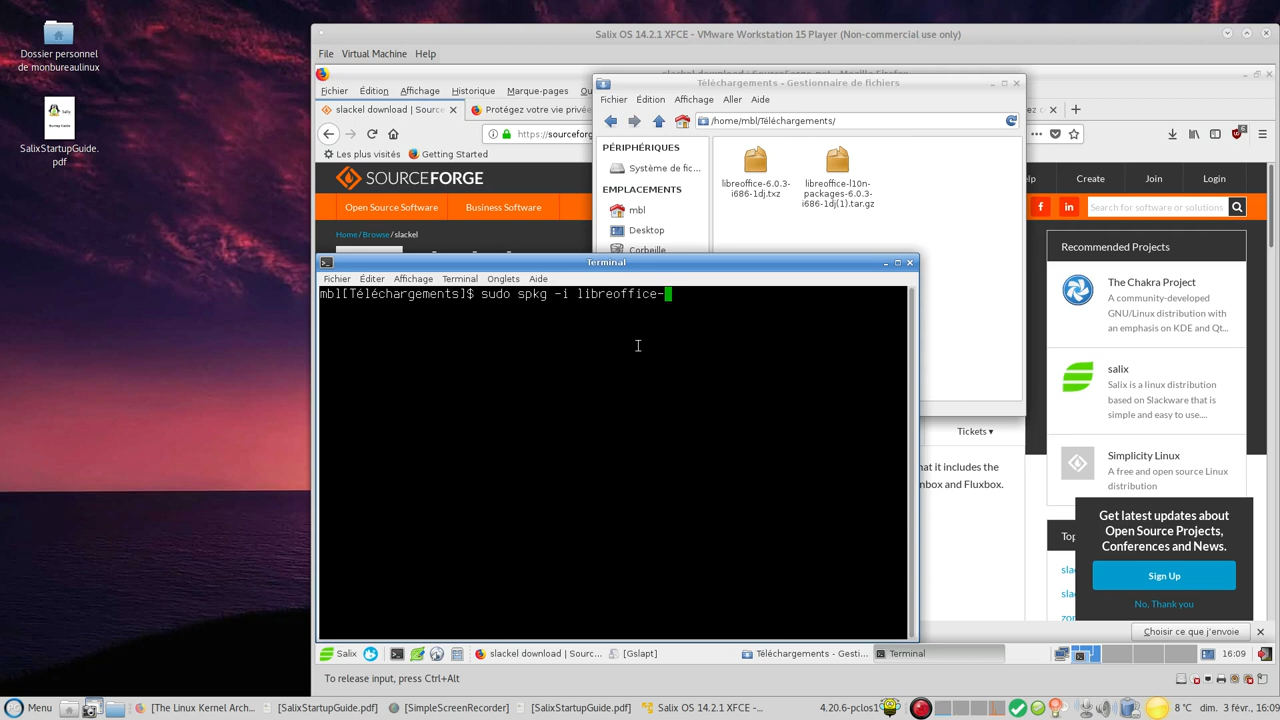 Dossier personnel
de monbureaulinux
SalixStartupGuide.
pdf
Salix OS 14.2.1 XFCE - VMware Workstation 15 Player (Non-commercial use only)
File Virtual Machine Help
Fichier Édition Affichage Historique Marque-pages
slackel download | Source
Protégez votre vie privée
https://sourceforg
Les plus visités Getting Started
SOURCEFORGE
Open Source Software Business Software
Home / Browse / slackel
Téléchargements - Gestionnaire de fichiers
Fichier Édition Affichage Aller Aide
/home/mbl/Téléchargements/
PÉRIPHÉRIQUES
Système de fic...
EMPLACEMENTS
mbl
Desktop
Corbeille
libreoffice-6.0.3-
i686-1dj.txz
libreoffice-l10n-
packages-6.0.3-
i686-1dj(1).tar.gz
Terminal
Fichier Éditer Affichage Terminal Onglets Aide
mbl[Téléchargements]$ sudo spkg -i libreoffice-
elp Create Join Login
Search for software or solutions
Recommended Projects
The Chakra Project
A community-developed
GNU/Linux distribution with
an emphasis on KDE and Qt...
salix
Salix is a linux distribution
based on Slackware that is
simple and easy to use....
Simplicity Linux
A free and open source Linux
distribution
Tickets ▾
hat it includes the
nbox and Fluxbox.
Top
slac
slac
zor
Get latest updates about
Open Source Projects,
Conferences and News.
Sign Up
No, Thank you
Choisir ce que j'envoie
Salix
slackel download | Sourc...
[Gslapt]
Téléchargements - Gesti...
Terminal
16:09
To release input, press Ctrl+Alt
Menu
[The Linux Kernel Arch...
[SalixStartupGuide.pdf]
[SimpleScreenRecorder]
[SalixStartupGuide.pdf]
Salix OS 14.2.1 XFCE -...
4.20.6-pclos1
8 °C
dim. 3 févr., 16:09